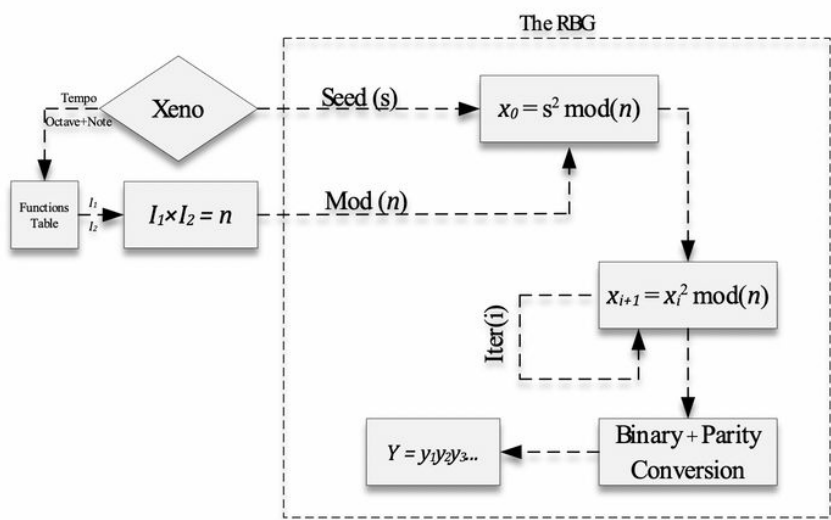 The RBG
Tempo
Octave+Note
Xeno
Seed (s)
x₀ = s² mod(n)
Functions
Table
I₁
I₂
I₁×I₂ = n
Mod (n)
xᵢ₊₁ = xᵢ² mod(n)
Iter(i)
Y = y₁y₂y₃...
Binary + Parity
Conversion